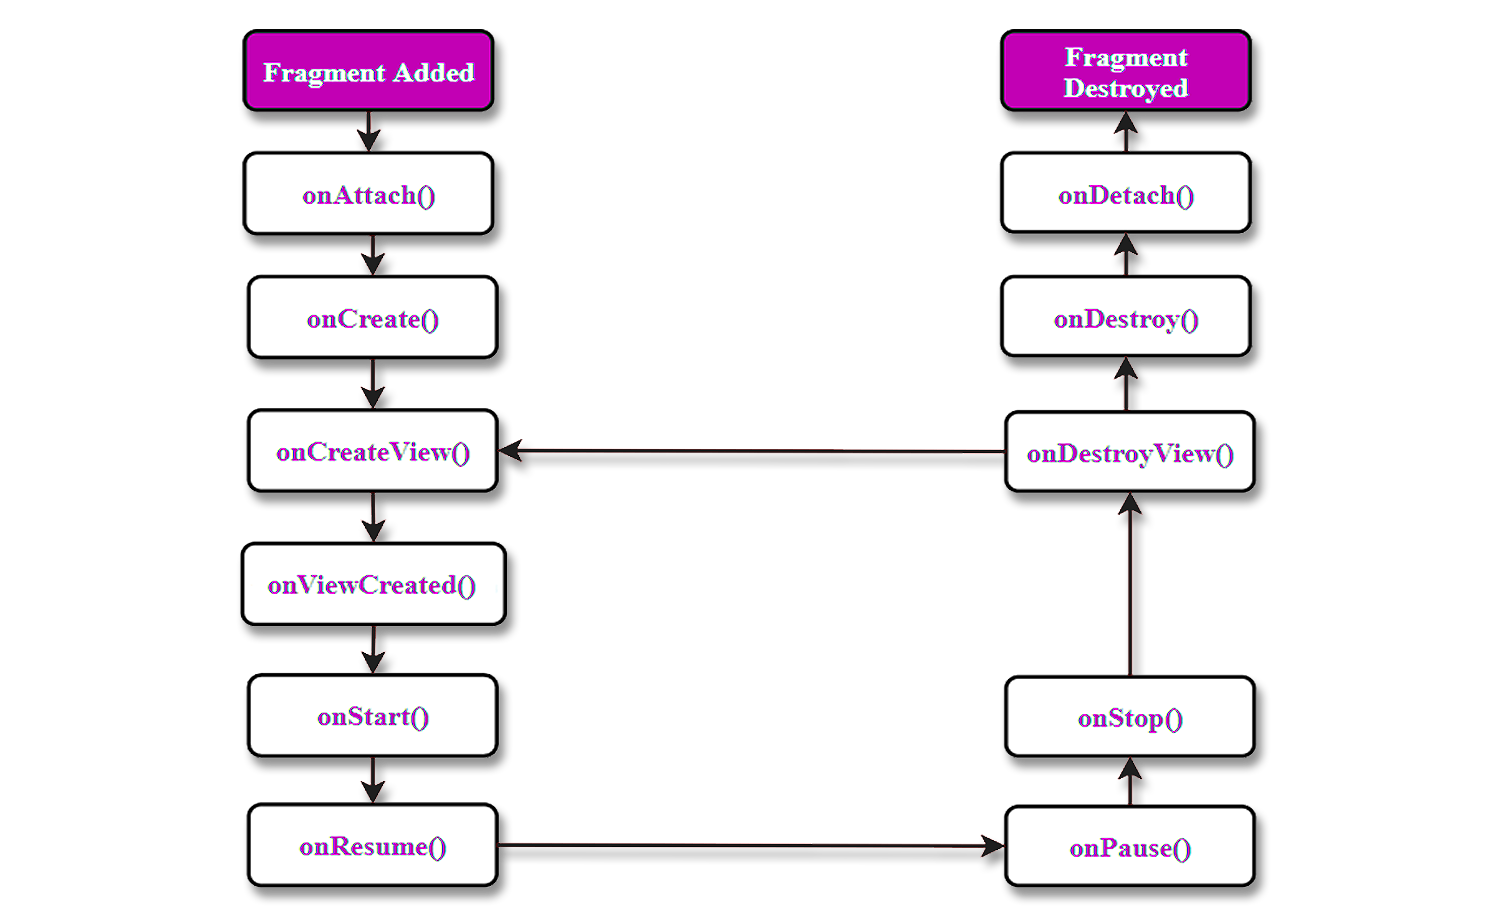 Fragment Added
onAttach()
onCreate()
onCreateView()
onViewCreated()
onStart()
onResume()
Fragment
Destroyed
onDetach()
onDestroy()
onDestroyView()
onStop()
onPause()